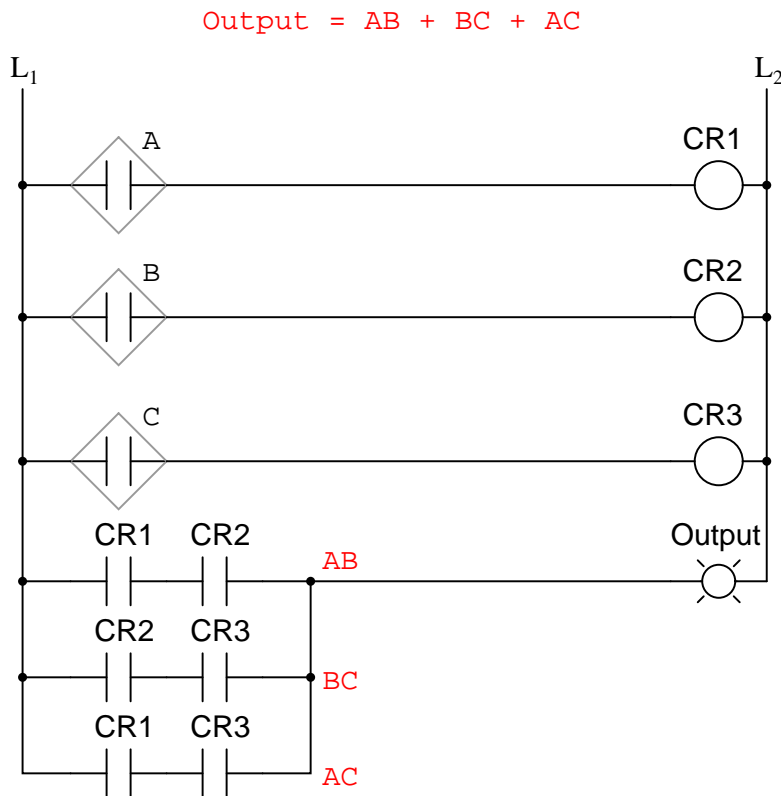 Output = AB + BC + AC
L1 L2
A CR1
B CR2
C CR3
CR1 CR2 AB Output
CR2 CR3 BC
CR1 CR3 AC